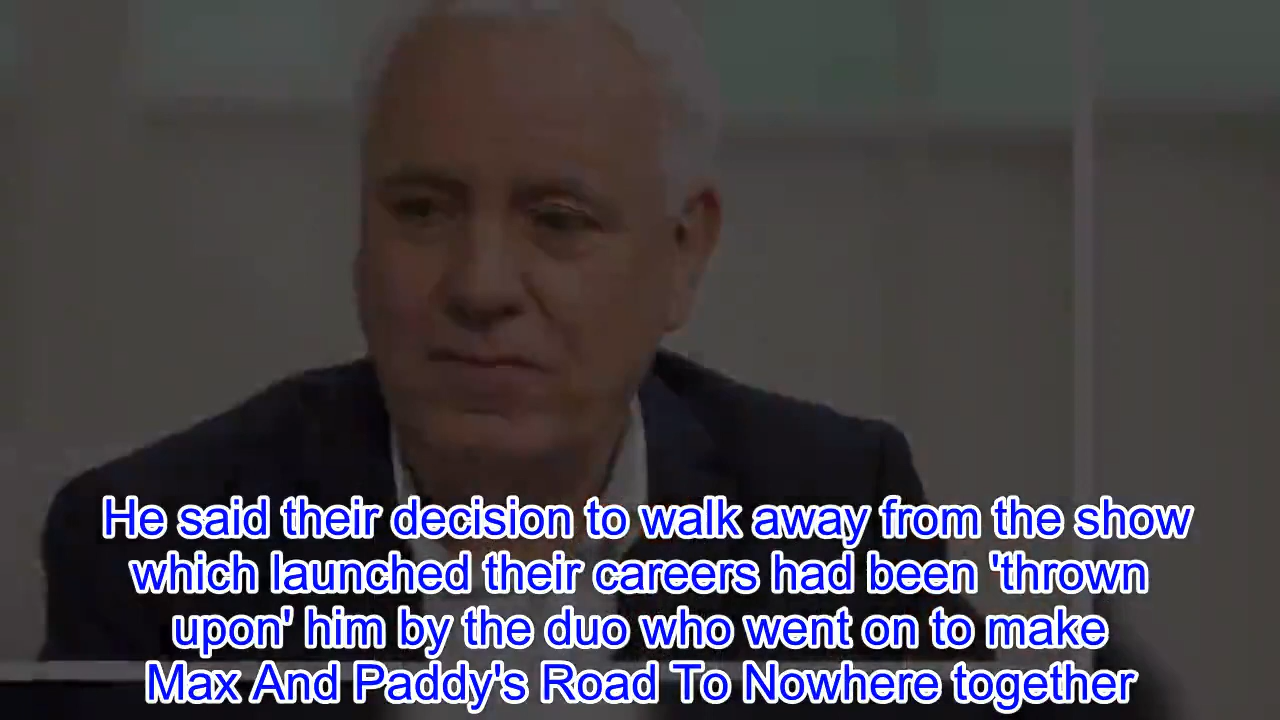 He said their decision to walk away from the show
which launched their careers had been 'thrown
upon' him by the duo who went on to make
Max And Paddy's Road To Nowhere together